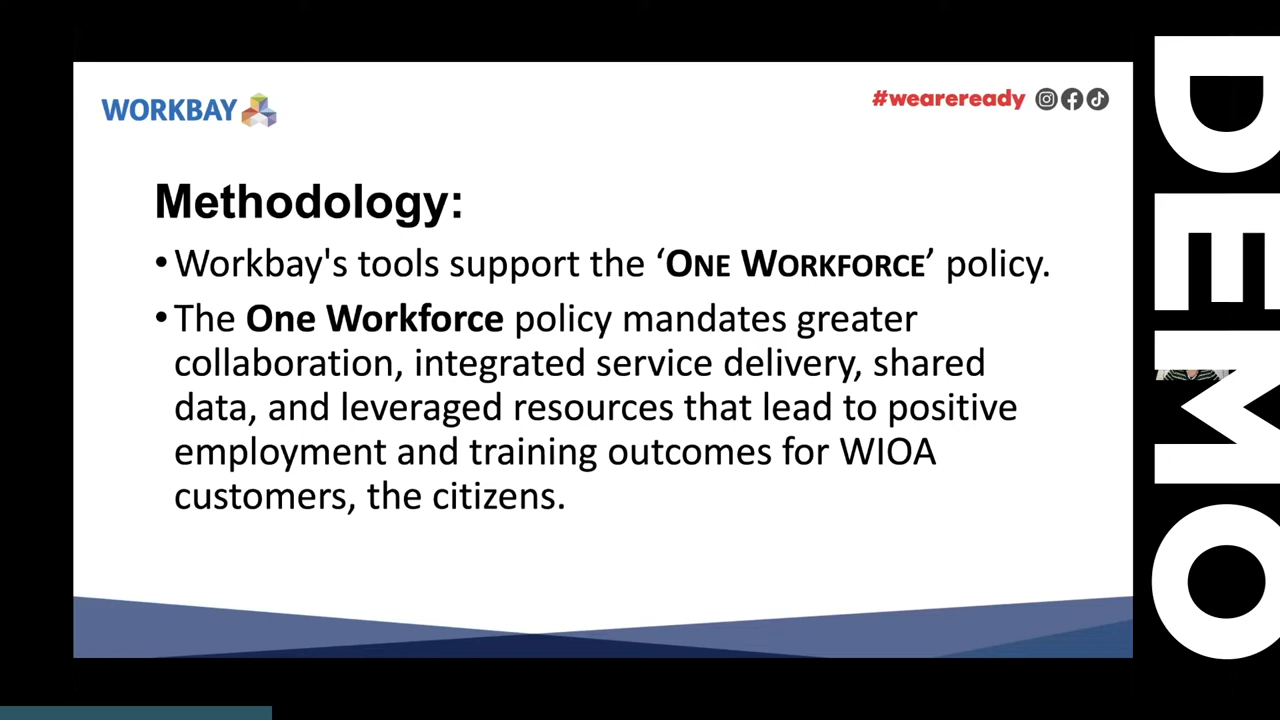 WORKBAY
#weareready
Methodology:
•Workbay's tools support the ‘ONE WORKFORCE’ policy.
•The One Workforce policy mandates greater
collaboration, integrated service delivery, shared
data, and leveraged resources that lead to positive
employment and training outcomes for WIOA
customers, the citizens.
DEMO